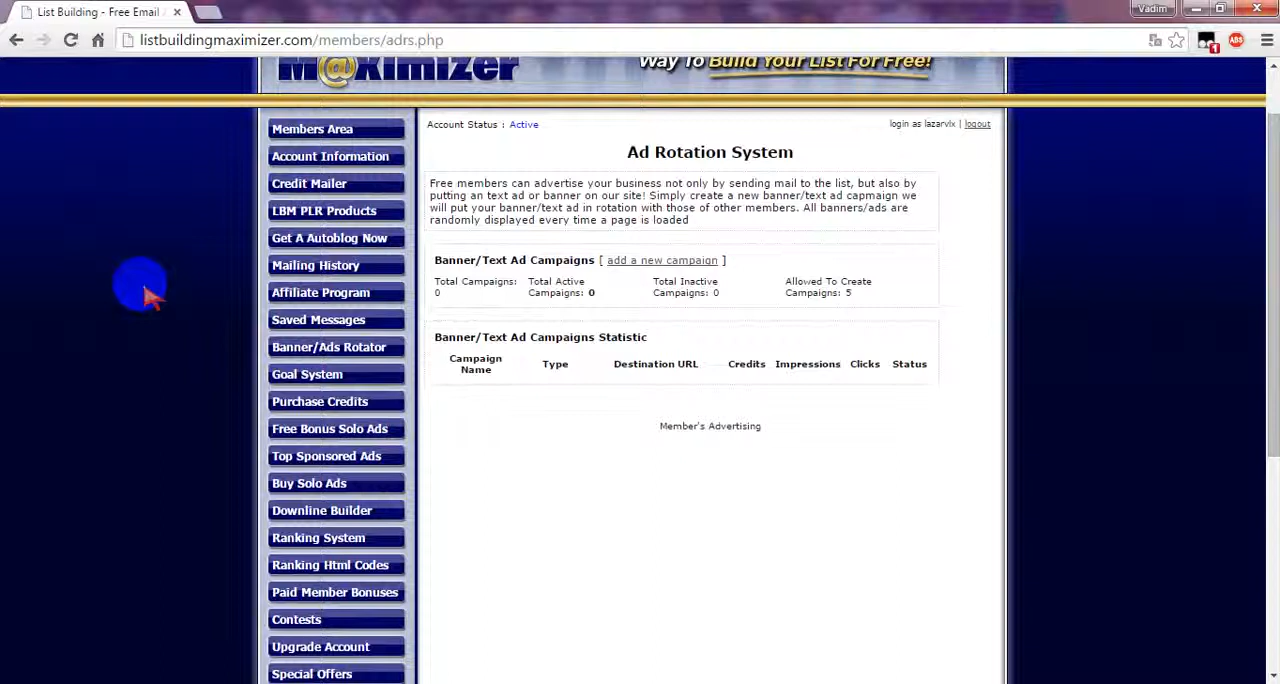 List Building - Free Email
Vadim
listbuildingmaximizer.com/members/adrs.php
1
ABS
M@ximizer
Way To Build Your List For Free!
Members Area
Account Information
Credit Mailer
LBM PLR Products
Get A Autoblog Now
Mailing History
Affiliate Program
Saved Messages
Banner/Ads Rotator
Goal System
Purchase Credits
Free Bonus Solo Ads
Top Sponsored Ads
Buy Solo Ads
Downline Builder
Ranking System
Ranking Html Codes
Paid Member Bonuses
Contests
Upgrade Account
Special Offers
Account Status : Active
login as lazarvlx | logout
Ad Rotation System
Free members can advertise your business not only by sending mail to the list, but also by
putting an text ad or banner on our site! Simply create a new banner/text ad capmaign we
will put your banner/text ad in rotation with those of other members. All banners/ads are
randomly displayed every time a page is loaded
Banner/Text Ad Campaigns [ add a new campaign ]
Total Campaigns:
0
Total Active
Campaigns: 0
Total Inactive
Campaigns: 0
Allowed To Create
Campaigns: 5
Banner/Text Ad Campaigns Statistic
Campaign
Name
Type
Destination URL
Credits
Impressions
Clicks
Status
Member's Advertising